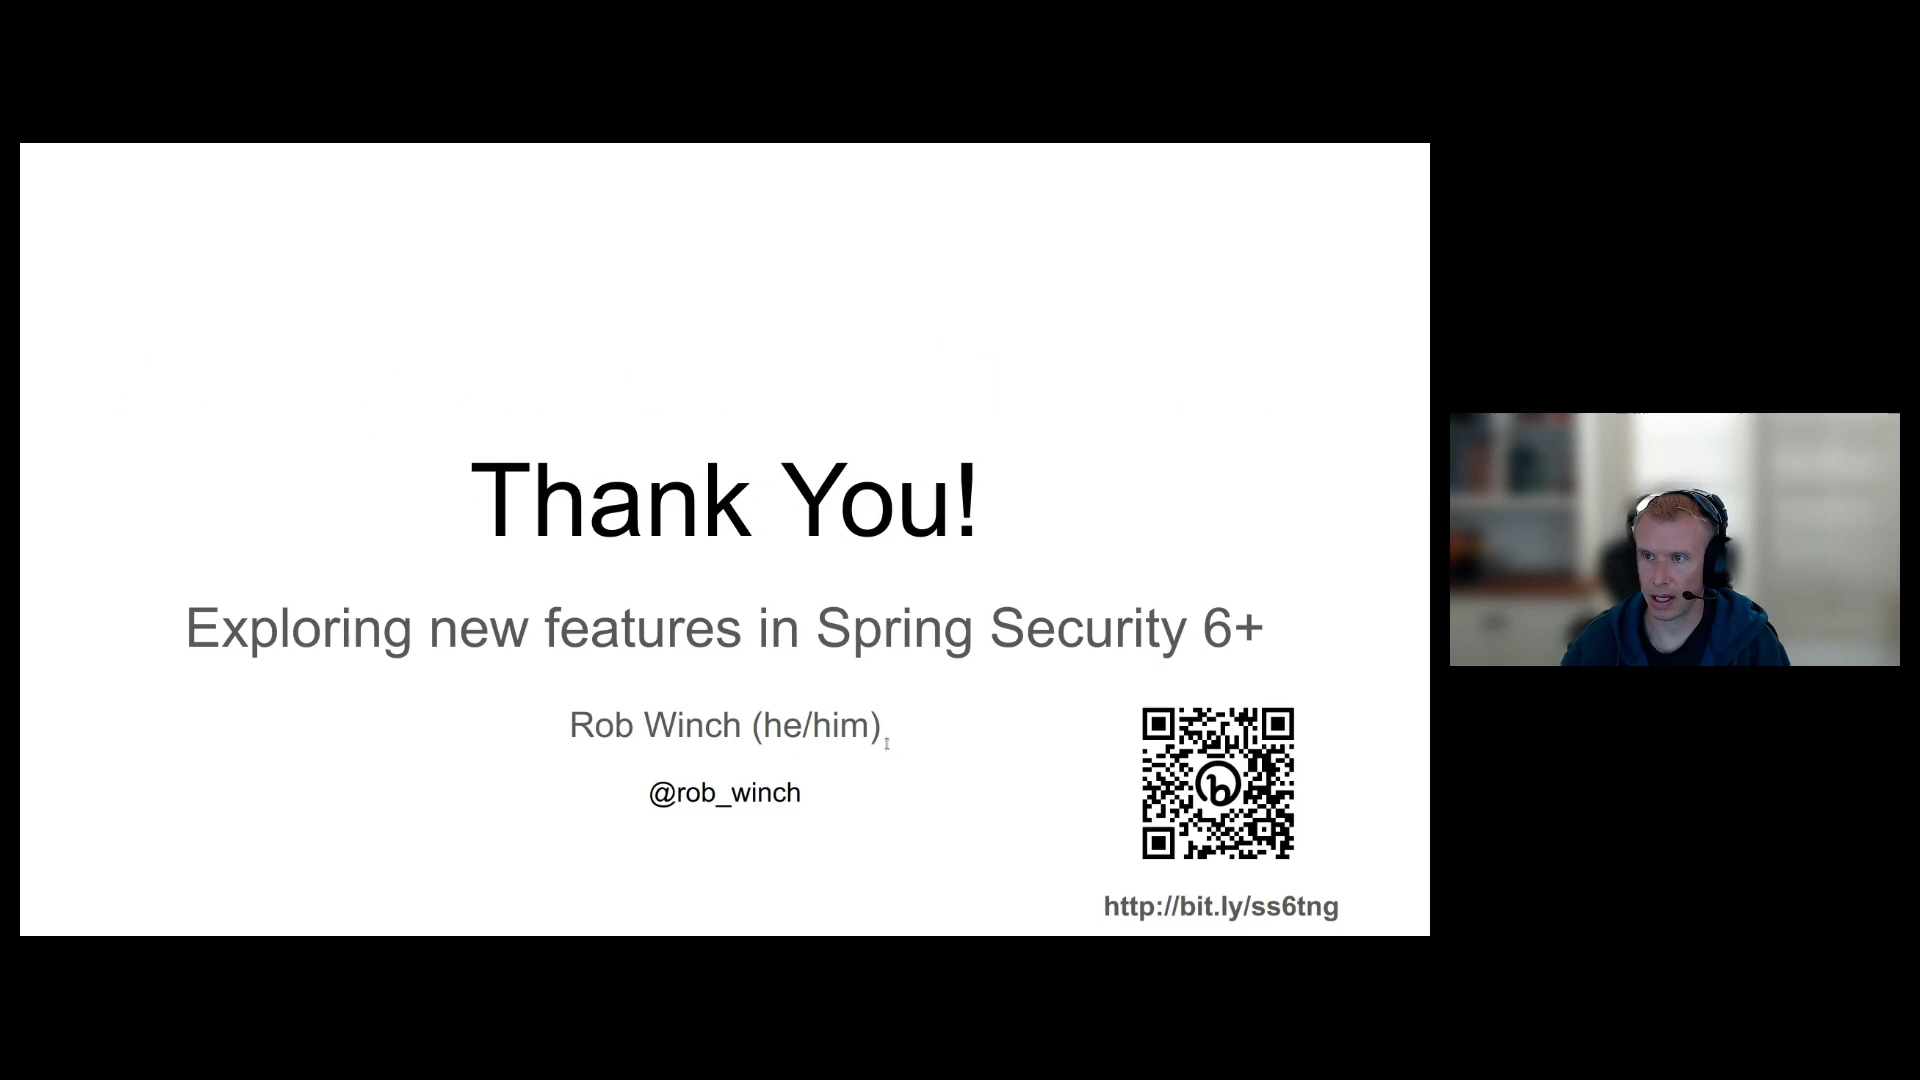 Thank You!
Exploring new features in Spring Security 6+
Rob Winch (he/him)
@rob_winch
http://bit.ly/ss6tng